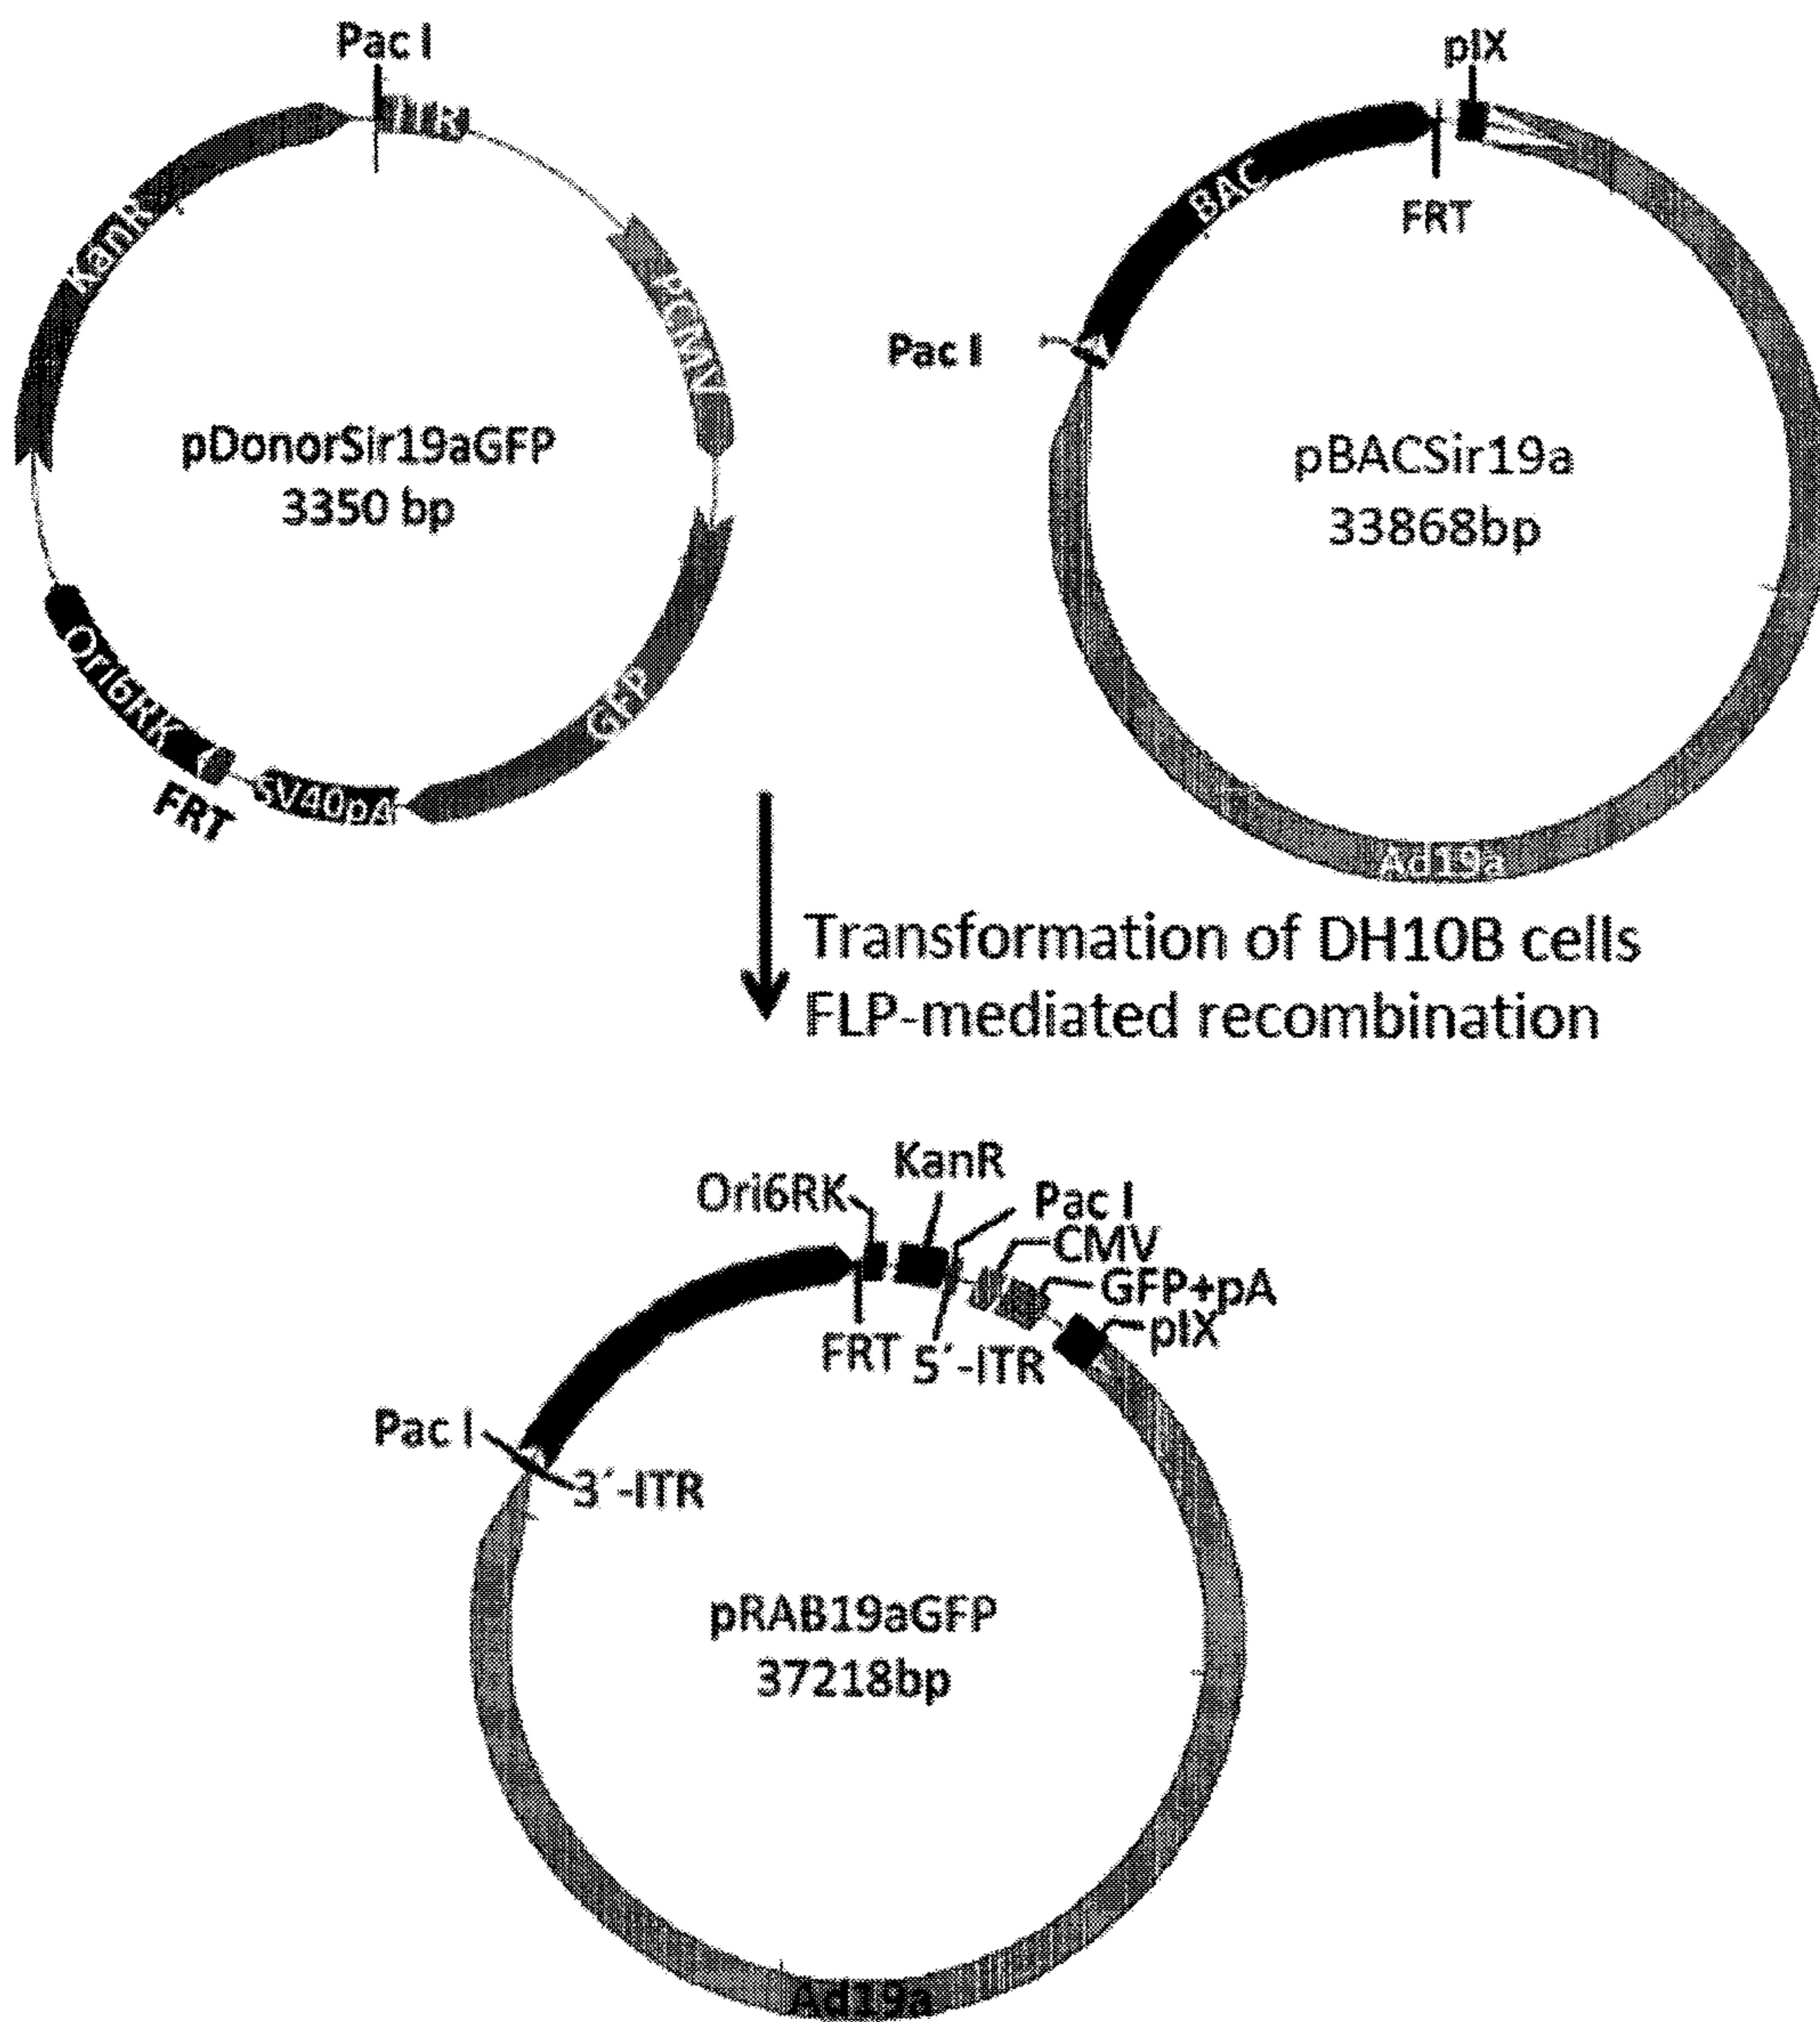 Pac I
ITR
PCMV
GFP
SV40pA
FRT
Ori6RK
KanR
pDonorSir19aGFP
3350 bp
pIX
BAC
FRT
Pac I
pBACSir19a
33868bp
Ad19a
Transformation of DH10B cells
FLP-mediated recombination
KanR
Ori6RK
Pac I
CMV
GFP+pA
pIX
FRT
5´-ITR
Pac I
3´-ITR
pRAB19aGFP
37218bp
Ad19a